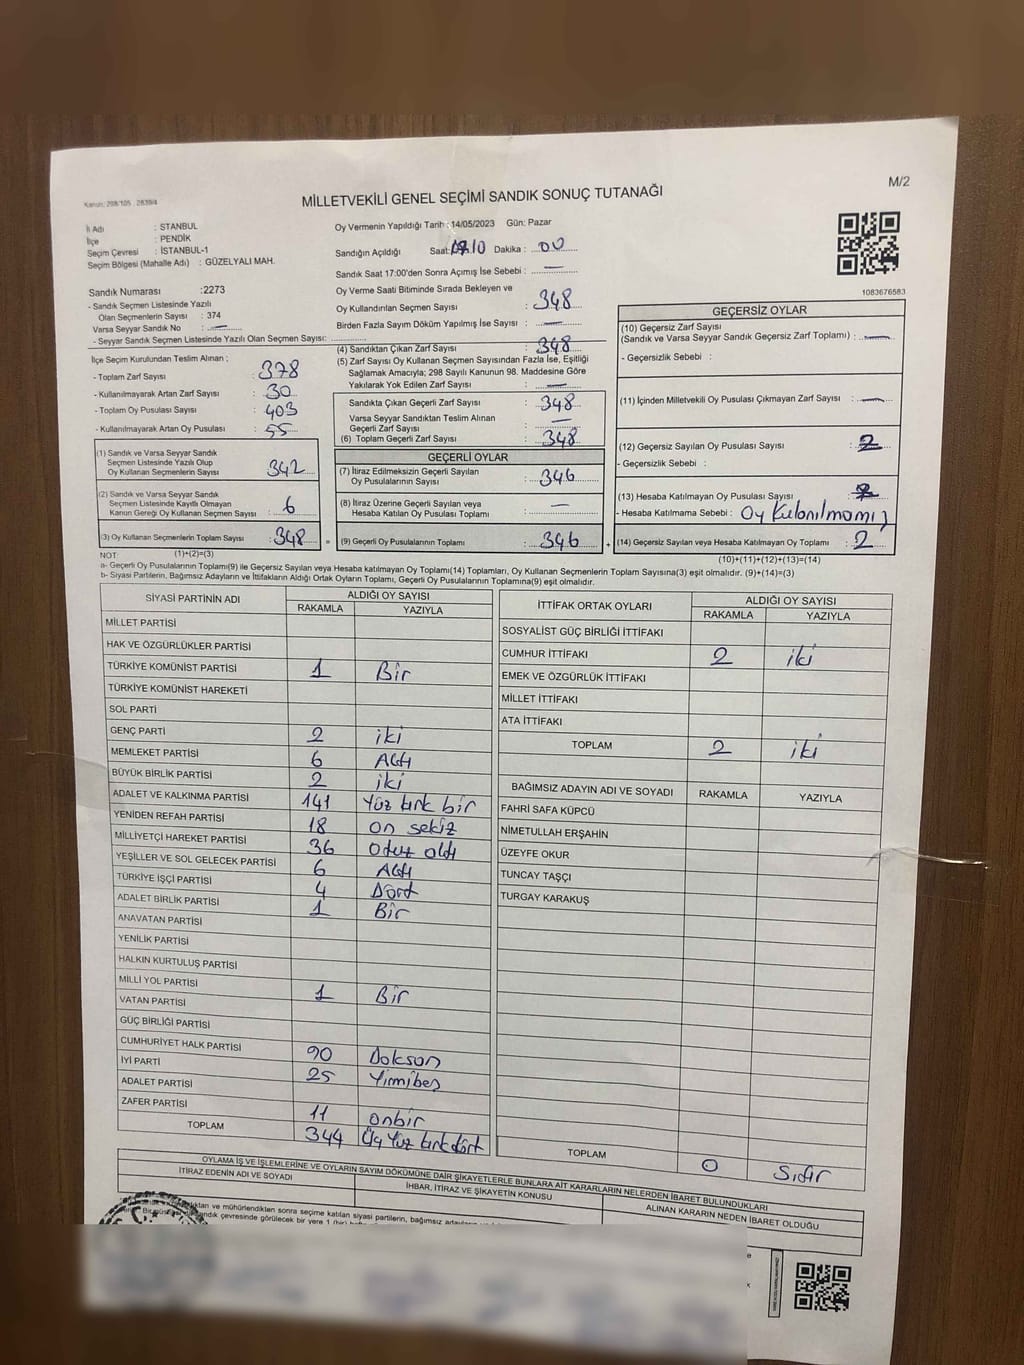 M/2
Kanun: 298/105 , 2839/4
MİLLETVEKİLİ GENEL SEÇİMİ SANDIK SONUÇ TUTANAĞI
İl Adı : STANBUL
İlçe : PENDİK
Seçim Çevresi : İSTANBUL-1
Seçim Bölgesi (Mahalle Adı) : GÜZELYALI MAH.
Sandık Numarası :2273
- Sandık Seçmen Listesinde Yazılı
Olan Seçmenlerin Sayısı : 374
Varsa Seyyar Sandık No : —
- Seyyar Sandık Seçmen Listesinde Yazılı Olan Seçmen Sayısı:
İlçe Seçim Kurulundan Teslim Alınan ;
- Toplam Zarf Sayısı : 378
- Kullanılmayarak Artan Zarf Sayısı : 30
- Toplam Oy Pusulası Sayısı : 403
- Kullanılmayarak Artan Oy Pusulası : 55
(1) Sandık ve Varsa Seyyar Sandık
Seçmen Listesinde Yazılı Olup
Oy Kullanan Seçmenlerin Sayısı : 342
(2) Sandık ve Varsa Seyyar Sandık
Seçmen Listesinde Kayıtlı Olmayan
Kanun Gereği Oy Kullanan Seçmen Sayısı : 6
(3) Oy Kullanan Seçmenlerin Toplam Sayısı : 348
Oy Vermenin Yapıldığı Tarih : 14/05/2023 Gün: Pazar
Sandığın Açıldığı Saat: 10 Dakika : 00
Sandık Saat 17:00'den Sonra Açımış İse Sebebi : —
Oy Verme Saati Bitiminde Sırada Bekleyen ve
Oy Kullandırılan Seçmen Sayısı : 348
Birden Fazla Sayım Döküm Yapılmış İse Sayısı : —
(4) Sandıktan Çıkan Zarf Sayısı : 348
(5) Zarf Sayısı Oy Kullanan Seçmen Sayısından Fazla İse, Eşitliği
Sağlamak Amacıyla; 298 Sayılı Kanunun 98. Maddesine Göre
Yakılarak Yok Edilen Zarf Sayısı : —
Sandıkta Çıkan Geçerli Zarf Sayısı : 348
Varsa Seyyar Sandıktan Teslim Alınan
Geçerli Zarf Sayısı : —
(6) Toplam Geçerli Zarf Sayısı : 348
GEÇERLİ OYLAR
(7) İtiraz Edilmeksizin Geçerli Sayılan
Oy Pusulalarının Sayısı : 346
(8) İtiraz Üzerine Geçerli Sayılan veya
Hesaba Katılan Oy Pusulası Toplamı : —
(9) Geçerli Oy Pusulalarının Toplamı : 346
1083676583
GEÇERSİZ OYLAR
(10) Geçersiz Zarf Sayısı
(Sandık ve Varsa Seyyar Sandık Geçersiz Zarf Toplamı) : —
- Geçersizlik Sebebi :
(11) İçinden Milletvekili Oy Pusulası Çıkmayan Zarf Sayısı : —
(12) Geçersiz Sayılan Oy Pusulası Sayısı : 2
- Geçersizlik Sebebi :
(13) Hesaba Katılmayan Oy Pusulası Sayısı :
- Hesaba Katılmama Sebebi : Oy Kulanılmamış
(14) Geçersiz Sayılan veya Hesaba Katılmayan Oy Toplamı : 2
NOT: (1)+(2)=(3)
(10)+(11)+(12)+(13)=(14)
a- Geçerli Oy Pusulaları Toplamı(9) ile Geçersiz Sayılan veya Hesaba katılmayan Oy Toplamı(14) Toplamları, Oy Kullanan Seçmenlerin Toplam Sayısına(3) eşit olmalıdır. (9)+(14)=(3)
b- Siyasi Partilerin, Bağımsız Adayların ve İttifakların Aldığı Ortak Oyların Toplamı, Geçerli Oy Pusulalarının Toplamına(9) eşit olmalıdır.
SİYASİ PARTİNİN ADI ALDIĞI OY SAYISI
RAKAMLA YAZIYLA
MİLLET PARTİSİ
HAK VE ÖZGÜRLÜKLER PARTİSİ
TÜRKİYE KOMÜNİST PARTİSİ 1 Bir
TÜRKİYE KOMÜNİST HAREKETİ
SOL PARTİ
GENÇ PARTİ 2 iki
MEMLEKET PARTİSİ 6 Altı
BÜYÜK BİRLİK PARTİSİ 2 iki
ADALET VE KALKINMA PARTİSİ 141 Yüz kırk bir
YENİDEN REFAH PARTİSİ 18 on sekiz
MİLLİYETÇİ HAREKET PARTİSİ 36 Otuz altı
YEŞİLLER VE SOL GELECEK PARTİSİ 6 Altı
TÜRKİYE İŞÇİ PARTİSİ 4 Dört
ADALET BİRLİK PARTİSİ 1 Bir
ANAVATAN PARTİSİ
YENİLİK PARTİSİ
HALKIN KURTULUŞ PARTİSİ
MİLLİ YOL PARTİSİ 1 Bir
VATAN PARTİSİ
GÜÇ BİRLİĞİ PARTİSİ
CUMHURİYET HALK PARTİSİ 90 Doksan
İYİ PARTİ 25 Yirmibeş
ADALET PARTİSİ
ZAFER PARTİSİ 11 onbir
TOPLAM 344 Üç Yüz kırk dört
İTTİFAK ORTAK OYLARI ALDIĞI OY SAYISI
RAKAMLA YAZIYLA
SOSYALİST GÜÇ BİRLİĞİ İTTİFAKI
CUMHUR İTTİFAKI 2 iki
EMEK VE ÖZGÜRLÜK İTTİFAKI
MİLLET İTTİFAKI
ATA İTTİFAKI
TOPLAM 2 iki
BAĞIMSIZ ADAYIN ADI VE SOYADI RAKAMLA YAZIYLA
FAHRİ SAFA KÜPCÜ
NİMETULLAH ERŞAHİN
ÜZEYFE OKUR
TUNCAY TAŞÇI
TURGAY KARAKUŞ
TOPLAM 0 Sıfır
OYLAMA İŞ VE İŞLEMLERİNE VE OYLARIN SAYIM DÖKÜMÜNE DAİR ŞİKAYETLERLE BUNLARA AİT KARARLARIN NELERDEN İBARET BULUNDUKLARI
İTİRAZ EDENİN ADI VE SOYADI
İHBAR, İTİRAZ VE ŞİKAYETİN KONUSU
ALINAN KARARIN NEDEN İBARET OLDUĞU
ve mühürlendikten sonra seçime katılan siyasi partilerin, bağımsız
çevresinde görülecek bir yere 1 (bir)